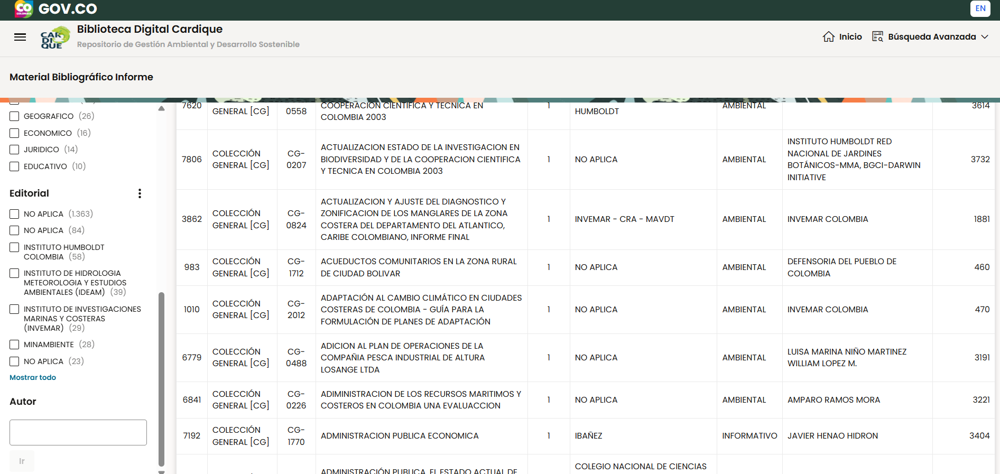 CO
COLOMBIA
GOV.CO
EN
CAR
DI
QUE
Biblioteca Digital Cardique
Repositorio de Gestión Ambiental y Desarrollo Sostenible
Inicio
Búsqueda Avanzada
Material Bibliográfico Informe
GEOGRAFICO (26)
ECONOMICO (16)
JURIDICO (14)
EDUCATIVO (10)
Editorial
NO APLICA (1.363)
NO APLICA (84)
INSTITUTO HUMBOLDT
COLOMBIA (58)
INSTITUTO DE HIDROLOGIA
METEOROLOGIA Y ESTUDIOS
AMBIENTALES (IDEAM) (39)
INSTITUTO DE INVESTIGACIONES
MARINAS Y COSTERAS
(INVEMAR) (29)
MINAMBIENTE (28)
NO APLICA (23)
Mostrar todo
Autor
Ir
7620
GENERAL [CG]
0558
COOPERACION CIENTIFICA Y TECNICA EN
COLOMBIA 2003
1
HUMBOLDT
AMBIENTAL
3614
7806
COLECCIÓN
GENERAL [CG]
CG-
0207
ACTUALIZACION ESTADO DE LA INVESTIGACION EN
BIODIVERSIDAD Y DE LA COOPERACION CIENTIFICA
Y TECNICA EN COLOMBIA 2003
1
NO APLICA
AMBIENTAL
INSTITUTO HUMBOLDT RED
NACIONAL DE JARDINES
BOTÁNICOS-MMA, BGCI-DARWIN
INITIATIVE
3732
3862
COLECCIÓN
GENERAL [CG]
CG-
0824
ACTUALIZACION Y AJUSTE DEL DIAGNOSTICO Y
ZONIFICACION DE LOS MANGLARES DE LA ZONA
COSTERA DEL DEPARTAMENTO DEL ATLANTICO,
CARIBE COLOMBIANO, INFORME FINAL
1
INVEMAR - CRA - MAVDT
AMBIENTAL
INVEMAR COLOMBIA
1881
983
COLECCIÓN
GENERAL [CG]
CG-
1712
ACUEDUCTOS COMUNITARIOS EN LA ZONA RURAL
DE CIUDAD BOLIVAR
1
NO APLICA
AMBIENTAL
DEFENSORIA DEL PUEBLO DE
COLOMBIA
460
1010
COLECCIÓN
GENERAL [CG]
CG-
2012
ADAPTACIÓN AL CAMBIO CLIMÁTICO EN CIUDADES
COSTERAS DE COLOMBIA - GUÍA PARA LA
FORMULACIÓN DE PLANES DE ADAPTACIÓN
1
NO APLICA
AMBIENTAL
INVEMAR COLOMBIA
470
6779
COLECCIÓN
GENERAL [CG]
CG-
0488
ADICION AL PLAN DE OPERACIONES DE LA
COMPAÑIA PESCA INDUSTRIAL DE ALTURA
LOSANGE LTDA
1
NO APLICA
AMBIENTAL
LUISA MARINA NIÑO MARTINEZ
WILLIAM LOPEZ M.
3191
6841
COLECCIÓN
GENERAL [CG]
CG-
0226
ADIMINISTRACION DE LOS RECURSOS MARITIMOS Y
COSTEROS EN COLOMBIA UNA EVALUACCION
1
NO APLICA
AMBIENTAL
AMPARO RAMOS MORA
3221
7192
COLECCIÓN
GENERAL [CG]
CG-
1770
ADMINISTRACION PUBLICA ECONOMICA
1
IBAÑEZ
INFORMATIVO
JAVIER HENAO HIDRON
3404
ADMINISTRACIÓN PUBLICA, EL ESTADO ACTUAL DE
COLEGIO NACIONAL DE CIENCIAS